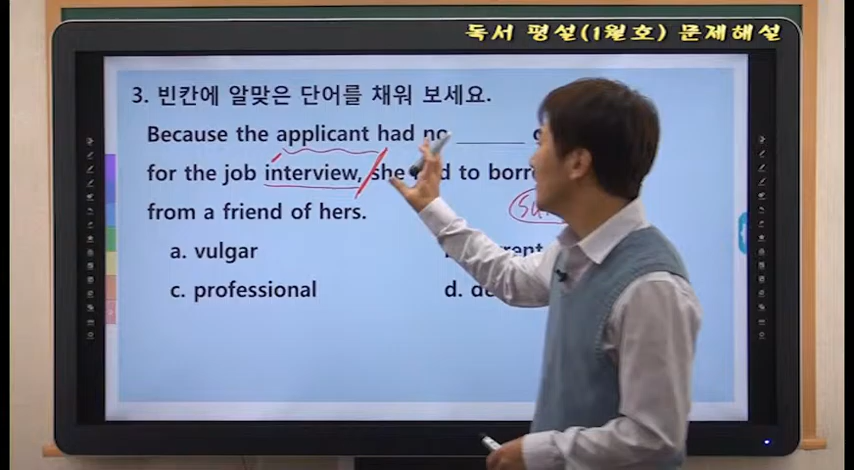 독서 평설(1월호) 문제해설
3. 빈칸에 알맞은 단어를 채워 보세요.
Because the applicant had no ______
for the job interview, she to
from a friend of hers.
a. vulgar
c. professional
d.